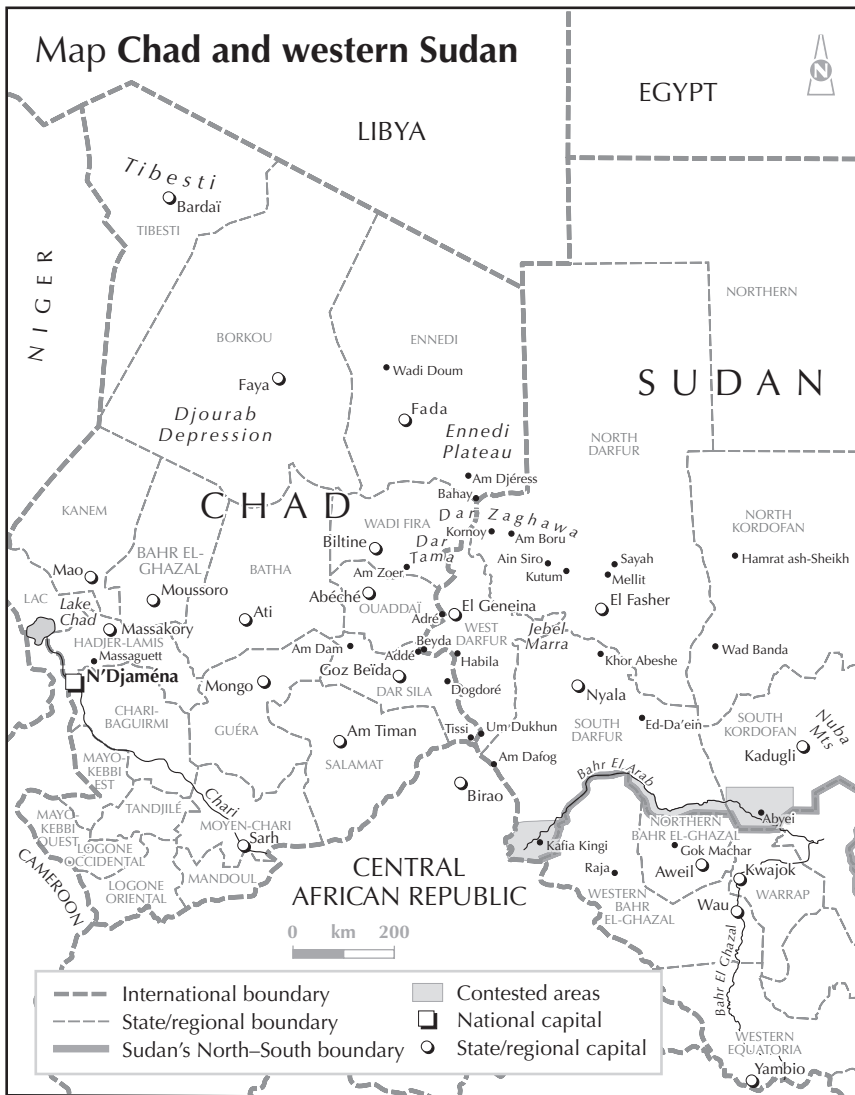 Map Chad and western Sudan
N
EGYPT
LIBYA
Tibesti
Bardaï
TIBESTI
NIGER
NORTHERN
BORKOU
ENNEDI
Wadi Doum
Faya
SUDAN
Fada
Djourab
Depression
Ennedi
Plateau
NORTH
DARFUR
Am Djéress
Bahay
CHAD
KANEM
WADI FIRA
Dar Zaghawa
NORTH
KORDOFAN
Kornoy
Am Boru
BAHR EL-
GHAZAL
Biltine
Dar
Tama
BATHA
Ain Siro
Sayah
Hamrat ash-Sheikh
Mao
Am Zoer
Kutum
Mellit
Moussoro
Abéché
LAC
Lake
Chad
OUADDAÏ
El Fasher
Ati
El Geneina
Adré
Massakory
WEST
DARFUR
Jebel
Marra
HADJER-LAMIS
Beyda
Am Dam
Addé
Habila
Khor Abeshe
Wad Banda
Massaguett
Goz Beïda
N'Djaména
Mongo
DAR SILA
Dogdoré
Nyala
CHARI-
BAGUIRMI
GUÉRA
Ed-Da'ein
SOUTH
KORDOFAN
Nuba
Mts
Am Timan
Tissi
Um Dukhun
SOUTH
DARFUR
Kadugli
SALAMAT
MAYO-
KEBBI
EST
Am Dafog
Birao
Bahr El Arab
Chari
TANDJILÉ
MAYO-
KEBBI
OUEST
MOYEN-CHARI
Abyei
NORTHERN
BAHR EL-GHAZAL
Sarh
LOGONE
OCCIDENTAL
Kafia Kingi
Gok Machar
CAMEROON
CENTRAL
AFRICAN REPUBLIC
Raja
Aweil
Kwajok
LOGONE
ORIENTAL
MANDOUL
WESTERN
BAHR
EL-GHAZAL
WARRAP
Wau
0 km 200
Bahr El Ghazal
International boundary
State/regional boundary
Sudan's North–South boundary
Contested areas
National capital
State/regional capital
WESTERN
EQUATORIA
Yambio